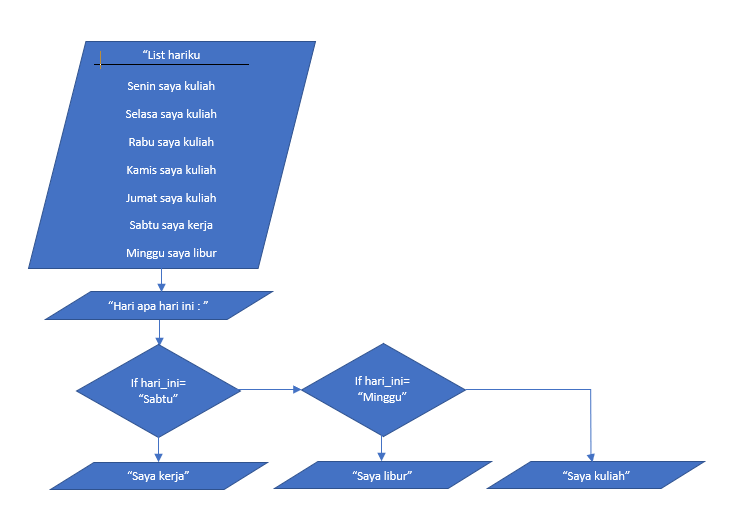 “List hariku
Senin saya kuliah
Selasa saya kuliah
Rabu saya kuliah
Kamis saya kuliah
Jumat saya kuliah
Sabtu saya kerja
Minggu saya libur
“Hari apa hari ini : ”
If hari_ini=
“Sabtu”
If hari_ini=
“Minggu”
“Saya kerja”
“Saya libur”
“Saya kuliah”